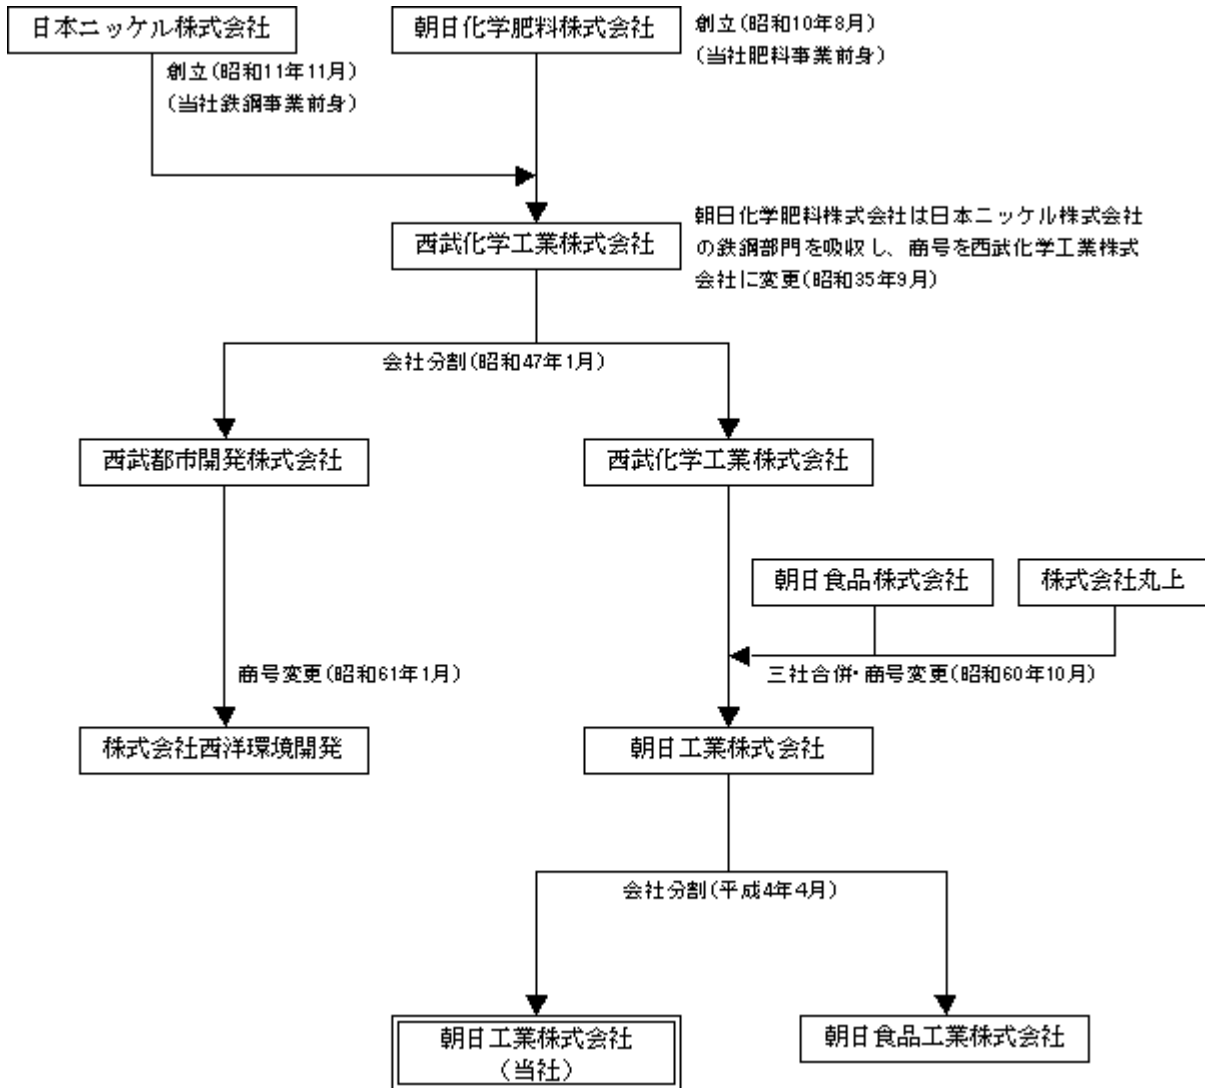 日本ニッケル株式会社
朝日化学肥料株式会社
創立(昭和10年8月)
(当社肥料事業前身)
創立(昭和11年11月)
(当社鉄鋼事業前身)
西武化学工業株式会社
朝日化学肥料株式会社は日本ニッケル株式会社
の鉄鋼部門を吸収し、商号を西武化学工業株式
会社に変更(昭和35年9月)
会社分割(昭和47年1月)
西武都市開発株式会社
西武化学工業株式会社
朝日食品株式会社
株式会社丸上
商号変更(昭和61年1月)
三社合併・商号変更(昭和60年10月)
株式会社西洋環境開発
朝日工業株式会社
会社分割(平成4年4月)
朝日工業株式会社
(当社)
朝日食品工業株式会社